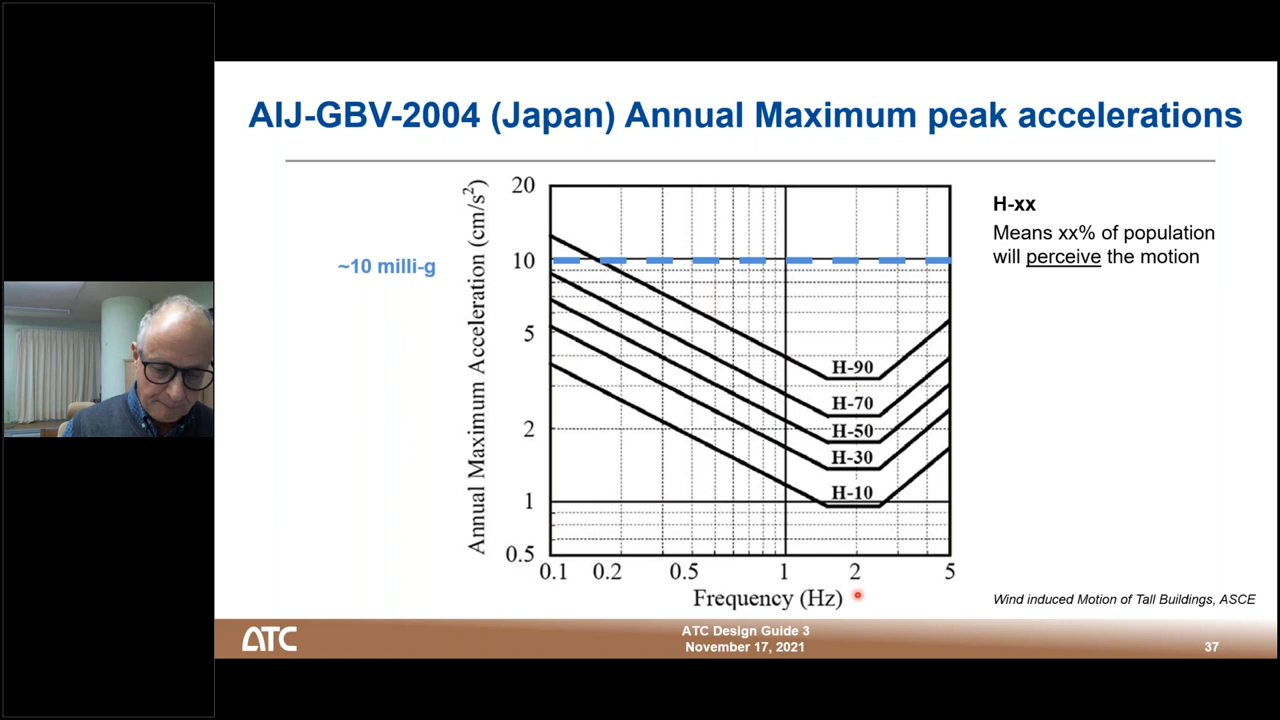 AIJ-GBV-2004 (Japan) Annual Maximum peak accelerations
Annual Maximum Acceleration (cm/s²)
20
10
5
2
1
0.5
~10 milli-g
H-90
H-70
H-50
H-30
H-10
0.1
0.2
0.5
1
2
5
Frequency (Hz)
H-xx
Means xx% of population
will perceive the motion
Wind induced Motion of Tall Buildings, ASCE
ATC
ATC Design Guide 3
November 17, 2021
37